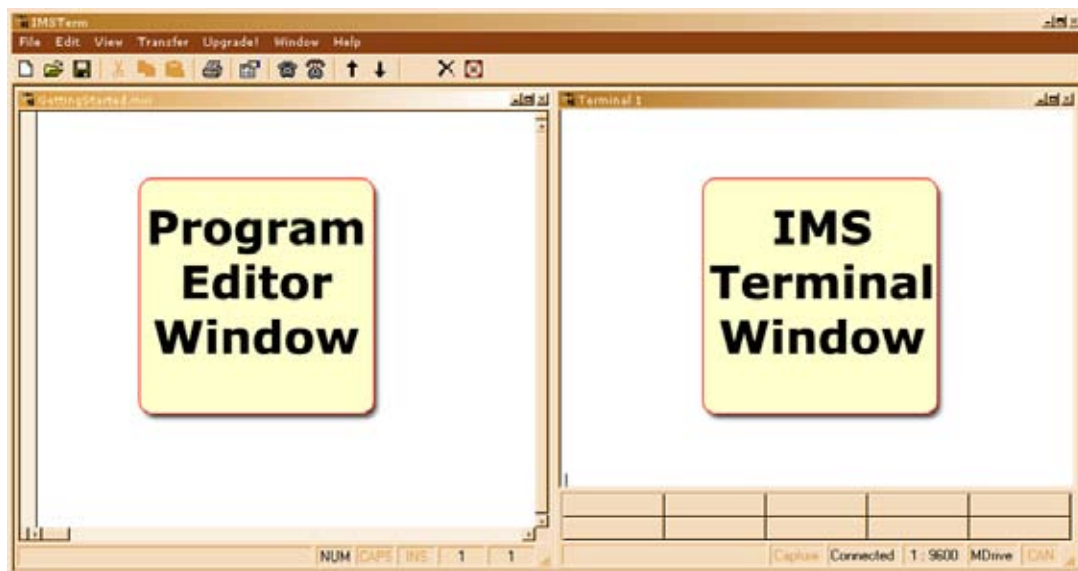 IMSTerm
File Edit View Transfer Upgrade! Window Help
GettingStarted.mxt
Program
Editor
Window
NUM CAPS INS 1 1
Terminal 1
IMS
Terminal
Window
Capture Connected 1 : 9600 MDrive CAN